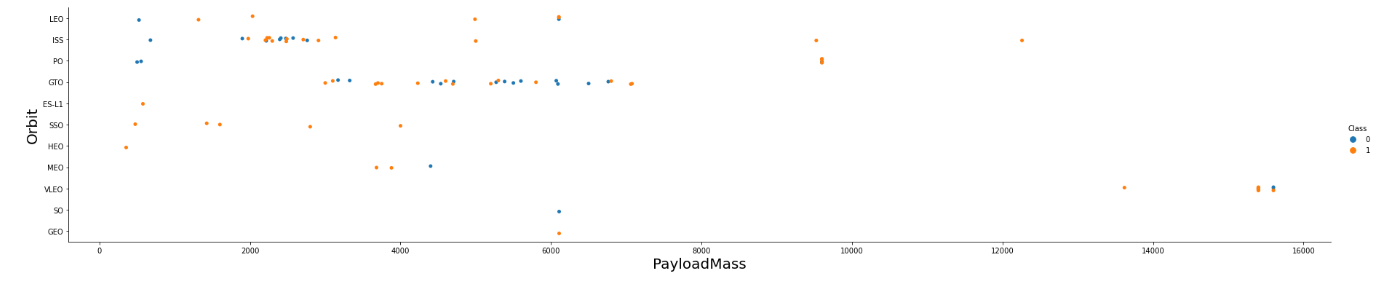 LEO
ISS
PO
GTO
ES-L1
SSO
HEO
MEO
VLEO
SO
GEO
Orbit
0 2000 4000 6000 8000 10000 12000 14000 16000
PayloadMass
Class
0
1